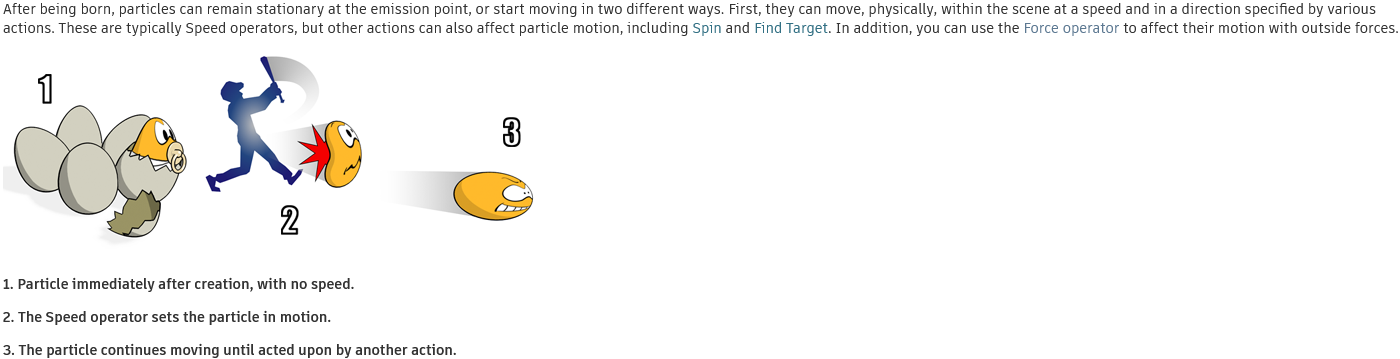 After being born, particles can remain stationary at the emission point, or start moving in two different ways. First, they can move, physically, within the scene at a speed and in a direction specified by various
actions. These are typically Speed operators, but other actions can also affect particle motion, including Spin and Find Target. In addition, you can use the Force operator to affect their motion with outside forces.
1
2
3
1. Particle immediately after creation, with no speed.
2. The Speed operator sets the particle in motion.
3. The particle continues moving until acted upon by another action.